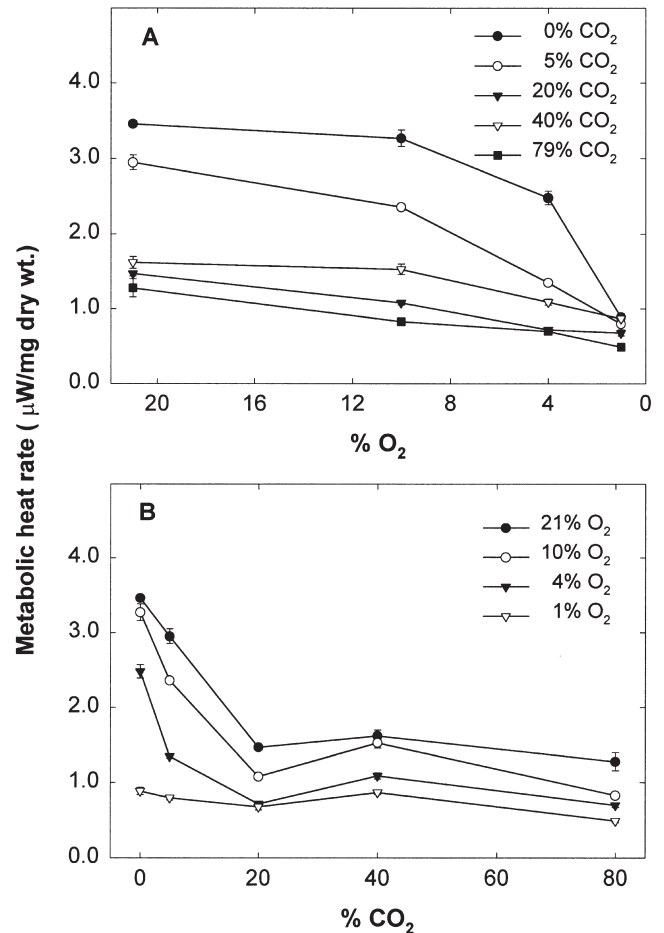 A
0% CO₂
5% CO₂
20% CO₂
40% CO₂
79% CO₂
4.0
3.0
2.0
1.0
0.0
20 16 12 8 4 0
% O₂
Metabolic heat rate ( µW/mg dry wt.)
B
21% O₂
10% O₂
4% O₂
1% O₂
4.0
3.0
2.0
1.0
0.0
0 20 40 60 80
% CO₂